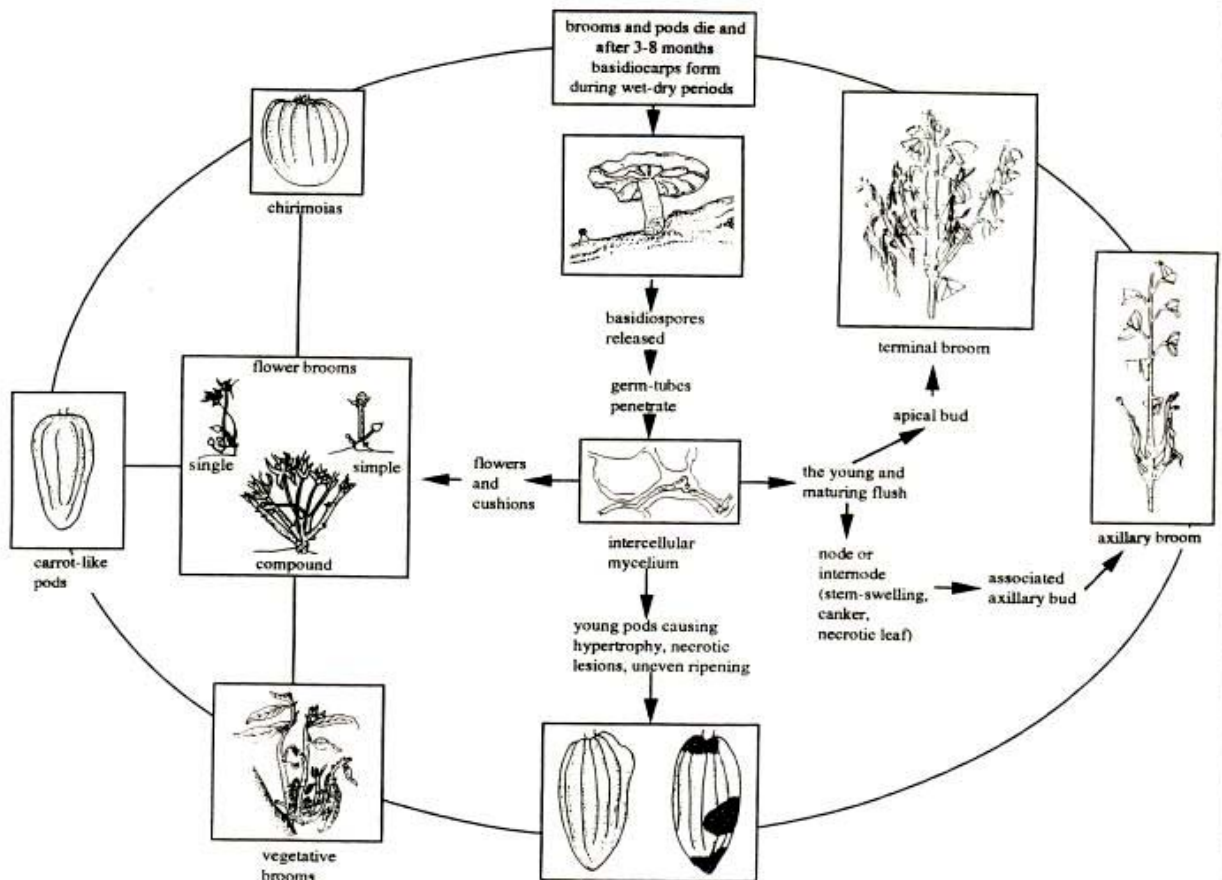 brooms and pods die and
after 3-8 months
basidiocarps form
during wet-dry periods
chirimoias
basidiospores
released
terminal broom
flower brooms
germ-tubes
penetrate
apical bud
single
simple
flowers
and
cushions
the young and
maturing flush
compound
carrot-like
pods
intercellular
mycelium
axillary broom
node or
internode
(stem-swelling,
canker,
necrotic leaf)
associated
axillary bud
young pods causing
hypertrophy, necrotic
lesions, uneven ripening
vegetative
brooms